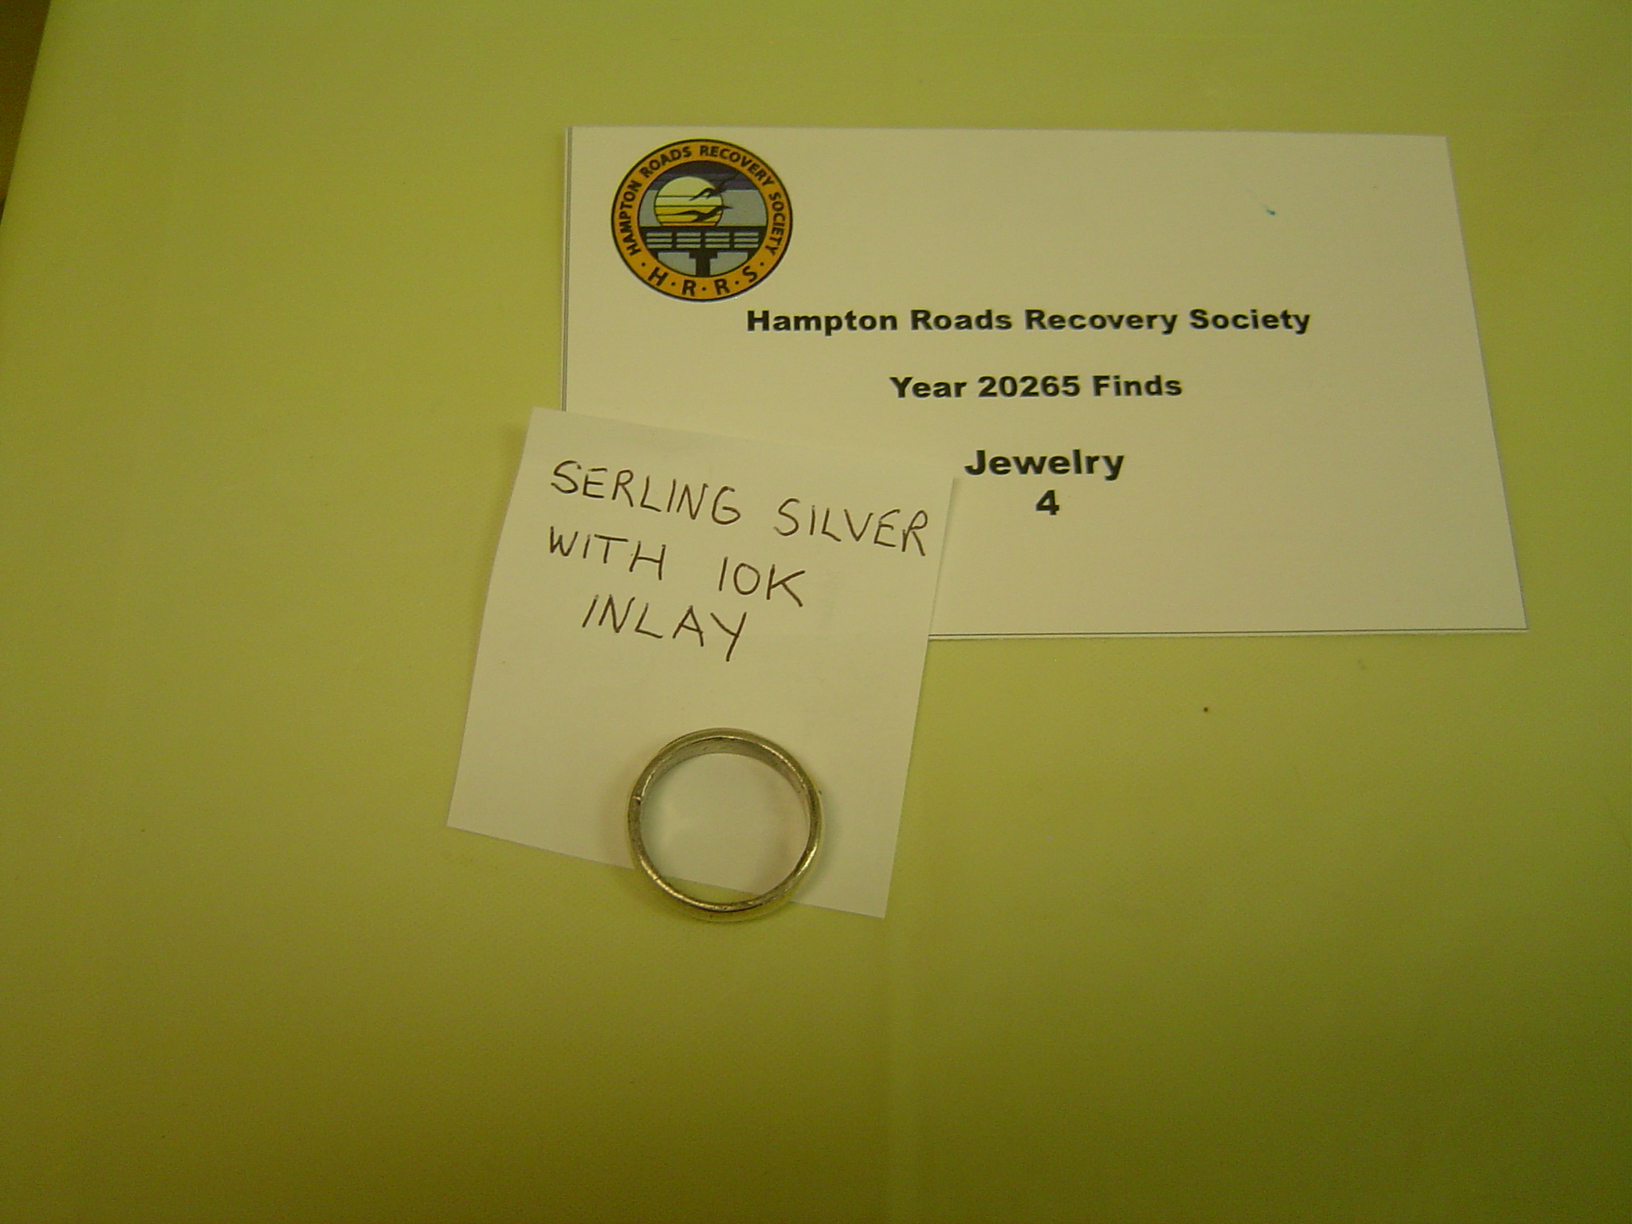 HAMPTON ROADS RECOVERY SOCIETY
· H · R · R · S ·
Hampton Roads Recovery Society
Year 20265 Finds
Jewelry
4
SERLING SILVER
WITH 10K
INLAY